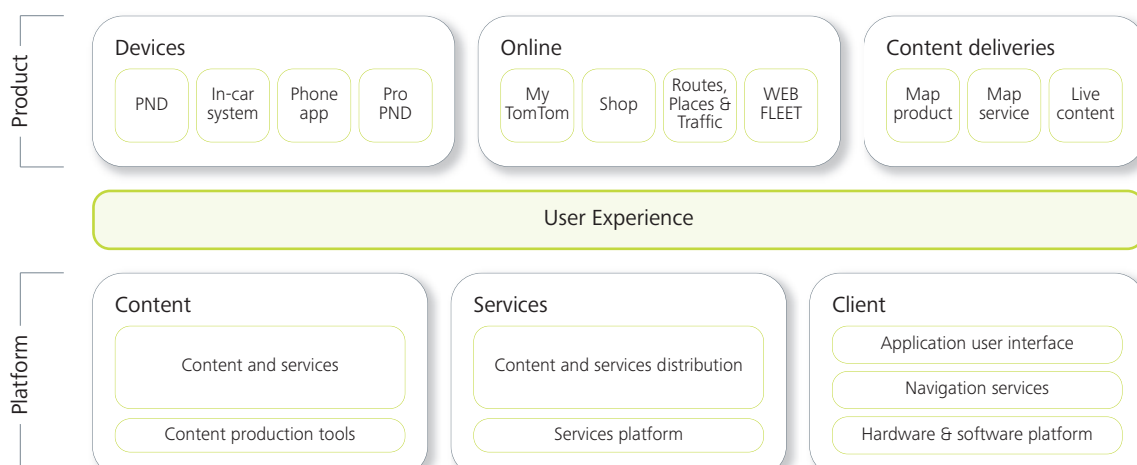 Product
Devices
PND
In-car
system
Phone
app
Pro
PND
Online
My
TomTom
Shop
Routes,
Places &
Traffic
WEB
FLEET
Content deliveries
Map
product
Map
service
Live
content
User Experience
Platform
Content
Content and services
Content production tools
Services
Content and services distribution
Services platform
Client
Application user interface
Navigation services
Hardware & software platform